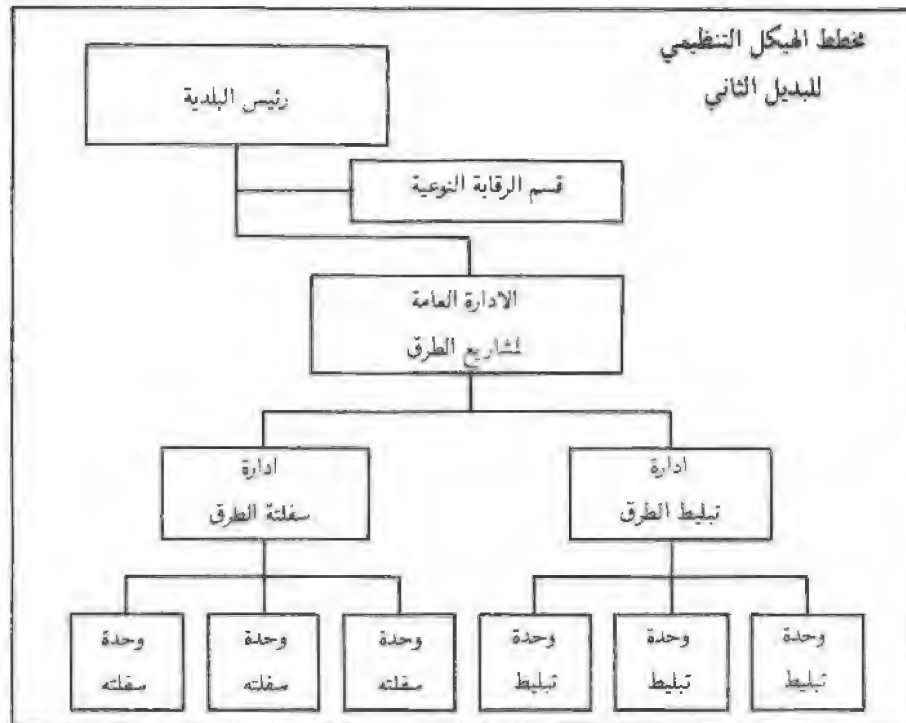 مخطط الهيكل التنظيمي
للبديل الثاني
رئيس البلدية
قسم الرقابة النوعية
الادارة العامة
لمشاريع الطرق
ادارة
تبليط الطرق
ادارة
سفلتة الطرق
وحدة
تبليط
وحدة
تبليط
وحدة
تبليط
وحدة
سفلته
وحدة
سفلته
وحدة
سفلته